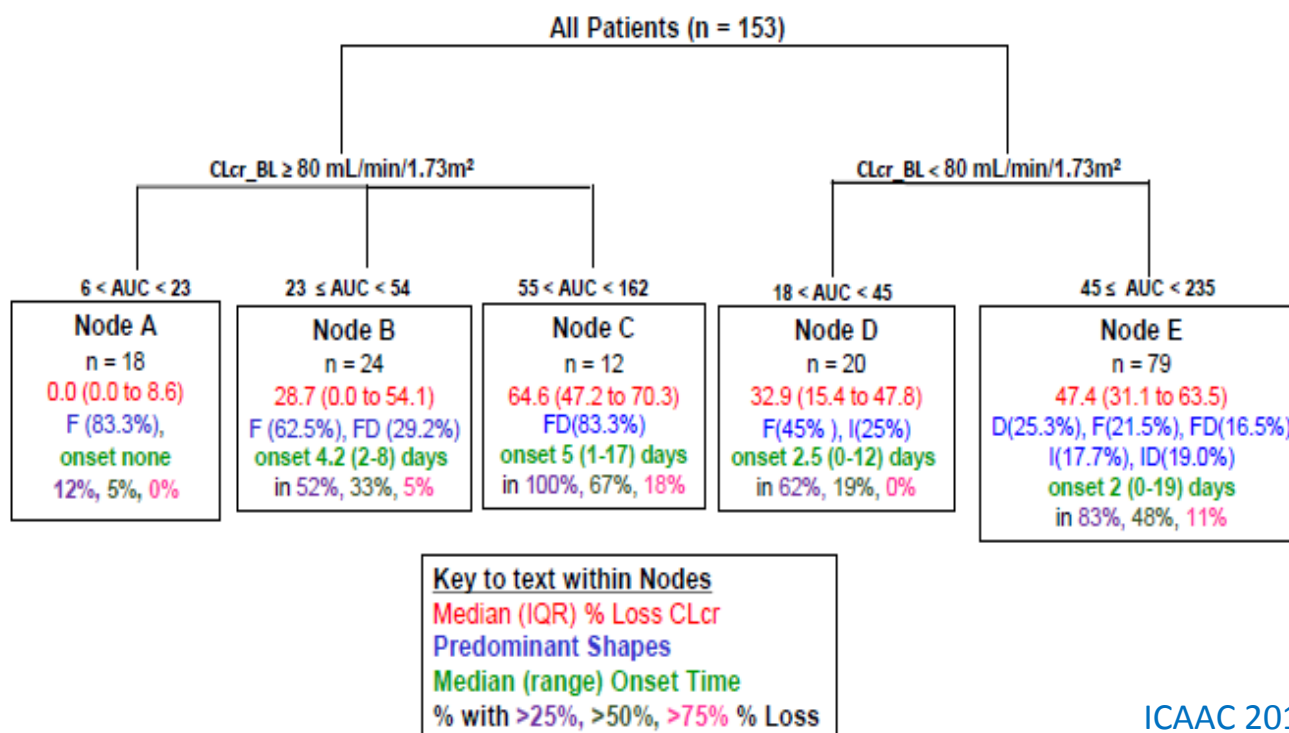 All Patients (n = 153)
CLcr_BL ≥ 80 mL/min/1.73m²
CLcr_BL < 80 mL/min/1.73m²
6 < AUC < 23
Node A
n = 18
0.0 (0.0 to 8.6)
F (83.3%),
onset none
12%, 5%, 0%
23 ≤ AUC < 54
Node B
n = 24
28.7 (0.0 to 54.1)
F (62.5%), FD (29.2%)
onset 4.2 (2-8) days
in 52%, 33%, 5%
55 < AUC < 162
Node C
n = 12
64.6 (47.2 to 70.3)
FD(83.3%)
onset 5 (1-17) days
in 100%, 67%, 18%
18 < AUC < 45
Node D
n = 20
32.9 (15.4 to 47.8)
F(45% ), I(25%)
onset 2.5 (0-12) days
in 62%, 19%, 0%
45 ≤ AUC < 235
Node E
n = 79
47.4 (31.1 to 63.5)
D(25.3%), F(21.5%), FD(16.5%)
I(17.7%), ID(19.0%)
onset 2 (0-19) days
in 83%, 48%, 11%
Key to text within Nodes
Median (IQR) % Loss CLcr
Predominant Shapes
Median (range) Onset Time
% with >25%, >50%, >75% % Loss
ICAAC